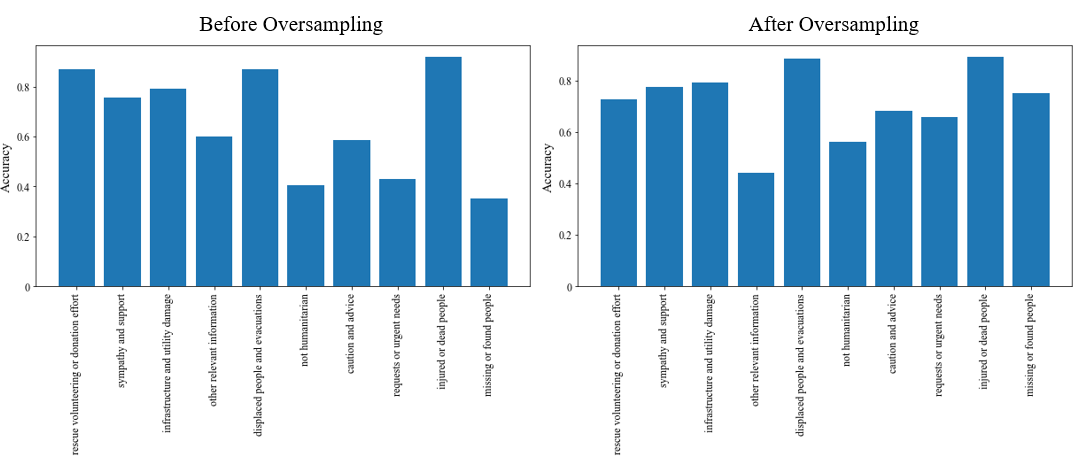 Before Oversampling
Accuracy
0.8
0.6
0.4
0.2
0
rescue volunteering or donation effort
sympathy and support
infrastructure and utility damage
other relevant information
displaced people and evacuations
not humanitarian
caution and advice
requests or urgent needs
injured or dead people
missing or found people
After Oversampling
Accuracy
0.8
0.6
0.4
0.2
0
rescue volunteering or donation effort
sympathy and support
infrastructure and utility damage
other relevant information
displaced people and evacuations
not humanitarian
caution and advice
requests or urgent needs
injured or dead people
missing or found people